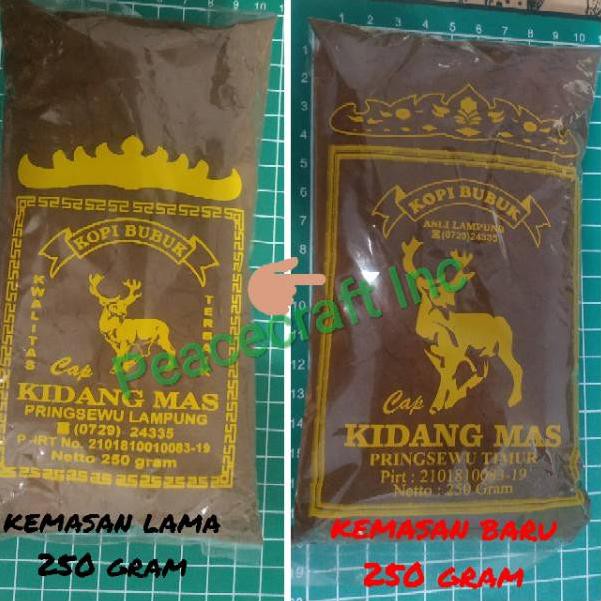 KOPI BUBUK
KWALITAS
Cap
KIDANG MAS
PRINGSEWU LAMPUNG
☎ (0729) 24335
P-IRT No. 2101810010083-19
Netto 250 gram
KEMASAN LAMA
250 GRAM
KOPI BUBUK
ASLI LAMPUNG
☎(0729)24335
Cap
KIDANG MAS
PRINGSEWU TIMUR
Pirt : 2101810083-19
Netto : 250 Gram
KEMASAN BARU
250 GRAM
Peacecraft Inc